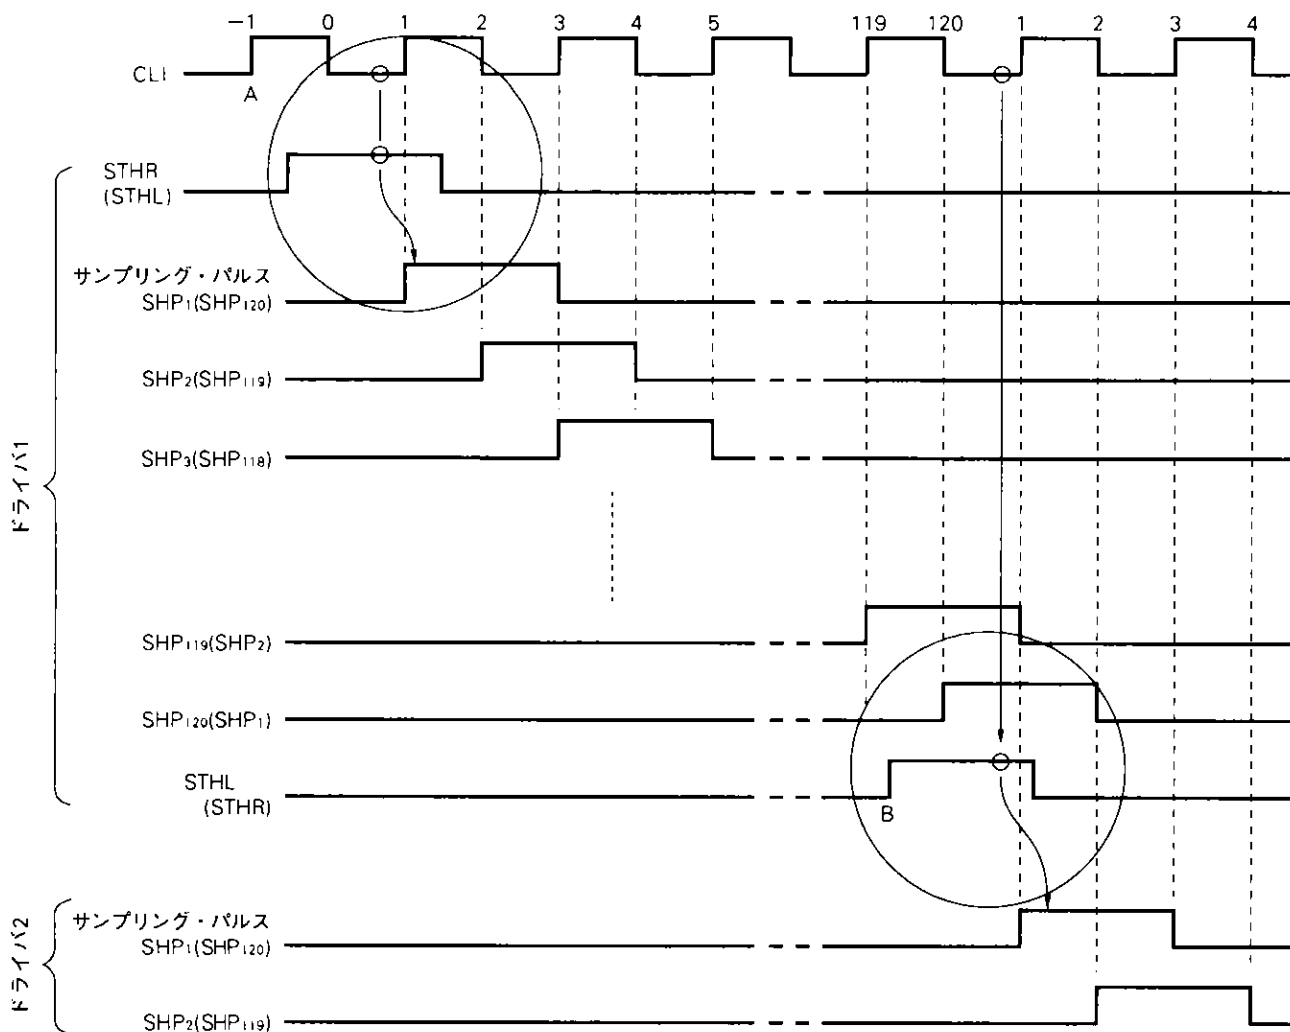 −1 0 1 2 3 4 5 119 120 1 2 3 4
CLI
A
STHR
(STHL)
サンプリング・パルス
SHP1(SHP120)
SHP2(SHP119)
SHP3(SHP118)
ドライバ1
SHP119(SHP2)
SHP120(SHP1)
STHL
(STHR)
B
サンプリング・パルス
SHP1(SHP120)
ドライバ2
SHP2(SHP119)